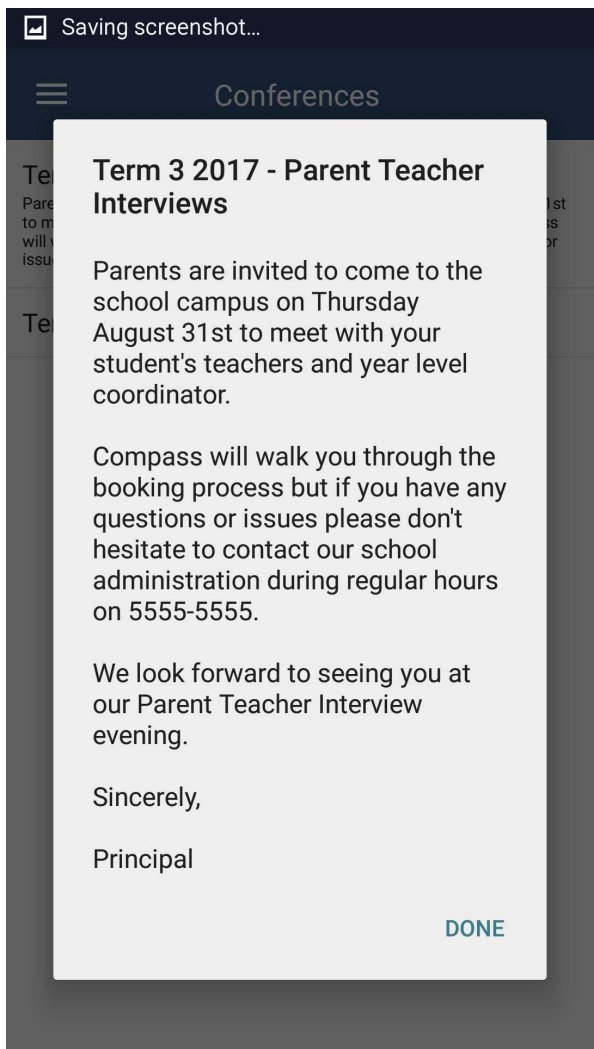 Saving screenshot...
Conferences
Term 3 2017 - Parent Teacher
Interviews
Parents are invited to come to the
school campus on Thursday
August 31st to meet with your
student's teachers and year level
coordinator.
Compass will walk you through the
booking process but if you have any
questions or issues please don't
hesitate to contact our school
administration during regular hours
on 5555-5555.
We look forward to seeing you at
our Parent Teacher Interview
evening.
Sincerely,
Principal
DONE